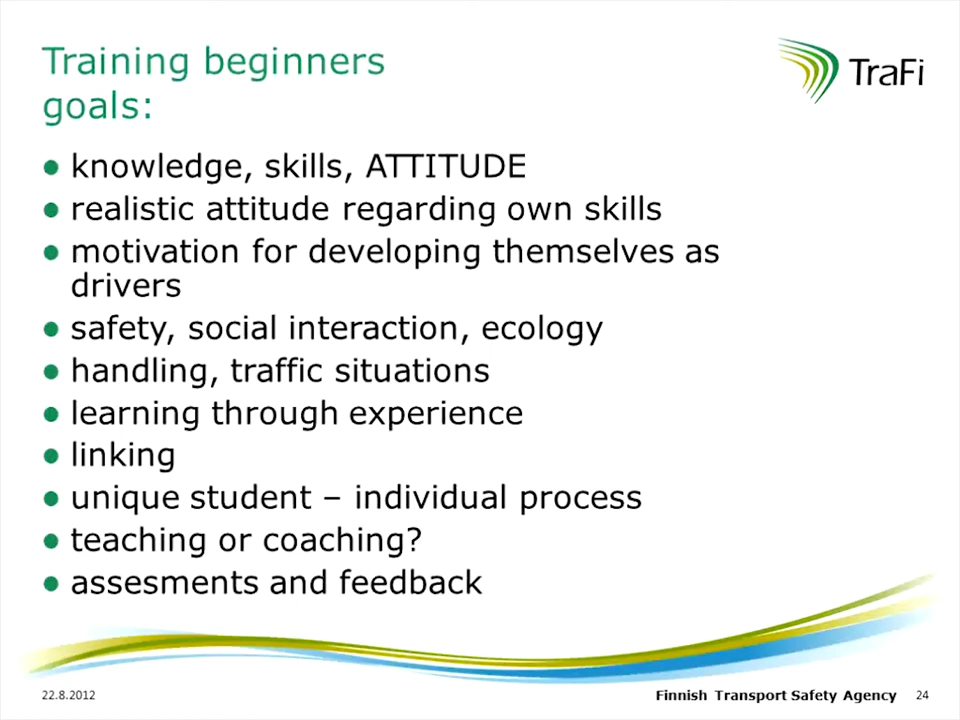 Training beginners
goals:
TraFi
● knowledge, skills, ATTITUDE
● realistic attitude regarding own skills
● motivation for developing themselves as
drivers
● safety, social interaction, ecology
● handling, traffic situations
● learning through experience
● linking
● unique student – individual process
● teaching or coaching?
● assesments and feedback
22.8.2012
Finnish Transport Safety Agency 24